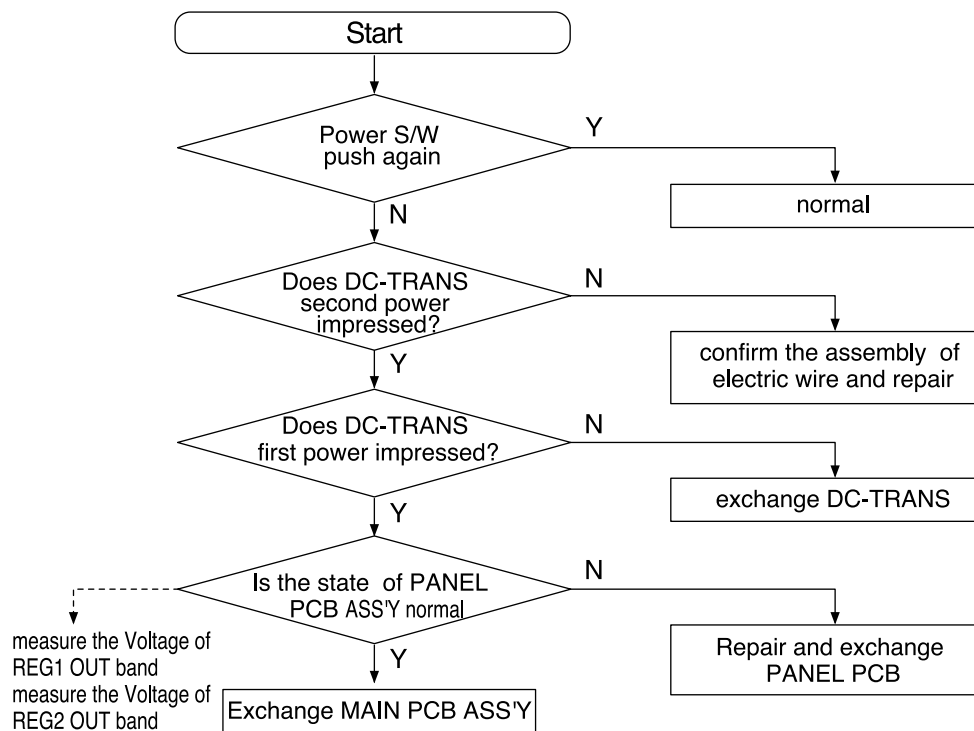 Start
Power S/W
push again
Y
normal
N
Does DC-TRANS
second power
impressed?
N
confirm the assembly of
electric wire and repair
Y
Does DC-TRANS
first power impressed?
N
exchange DC-TRANS
Y
Is the state of PANEL
PCB ASS'Y normal
N
Repair and exchange
PANEL PCB
measure the Voltage of
REG1 OUT band
measure the Voltage of
REG2 OUT band
Y
Exchange MAIN PCB ASS'Y